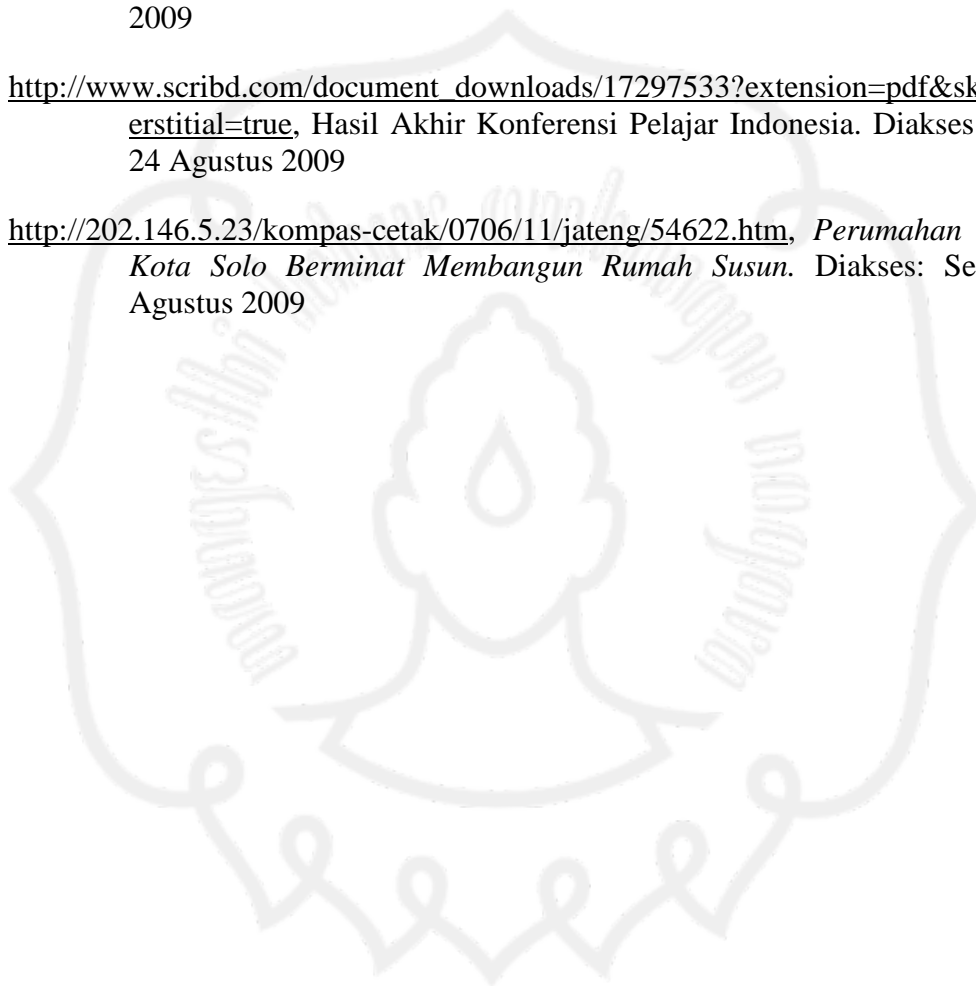 2009
http://www.scribd.com/document_downloads/17297533?extension=pdf&sk
erstitial=true, Hasil Akhir Konferensi Pelajar Indonesia. Diakses
24 Agustus 2009
http://202.146.5.23/kompas-cetak/0706/11/jateng/54622.htm, Perumahan
Kota Solo Berminat Membangun Rumah Susun. Diakses: Se
Agustus 2009